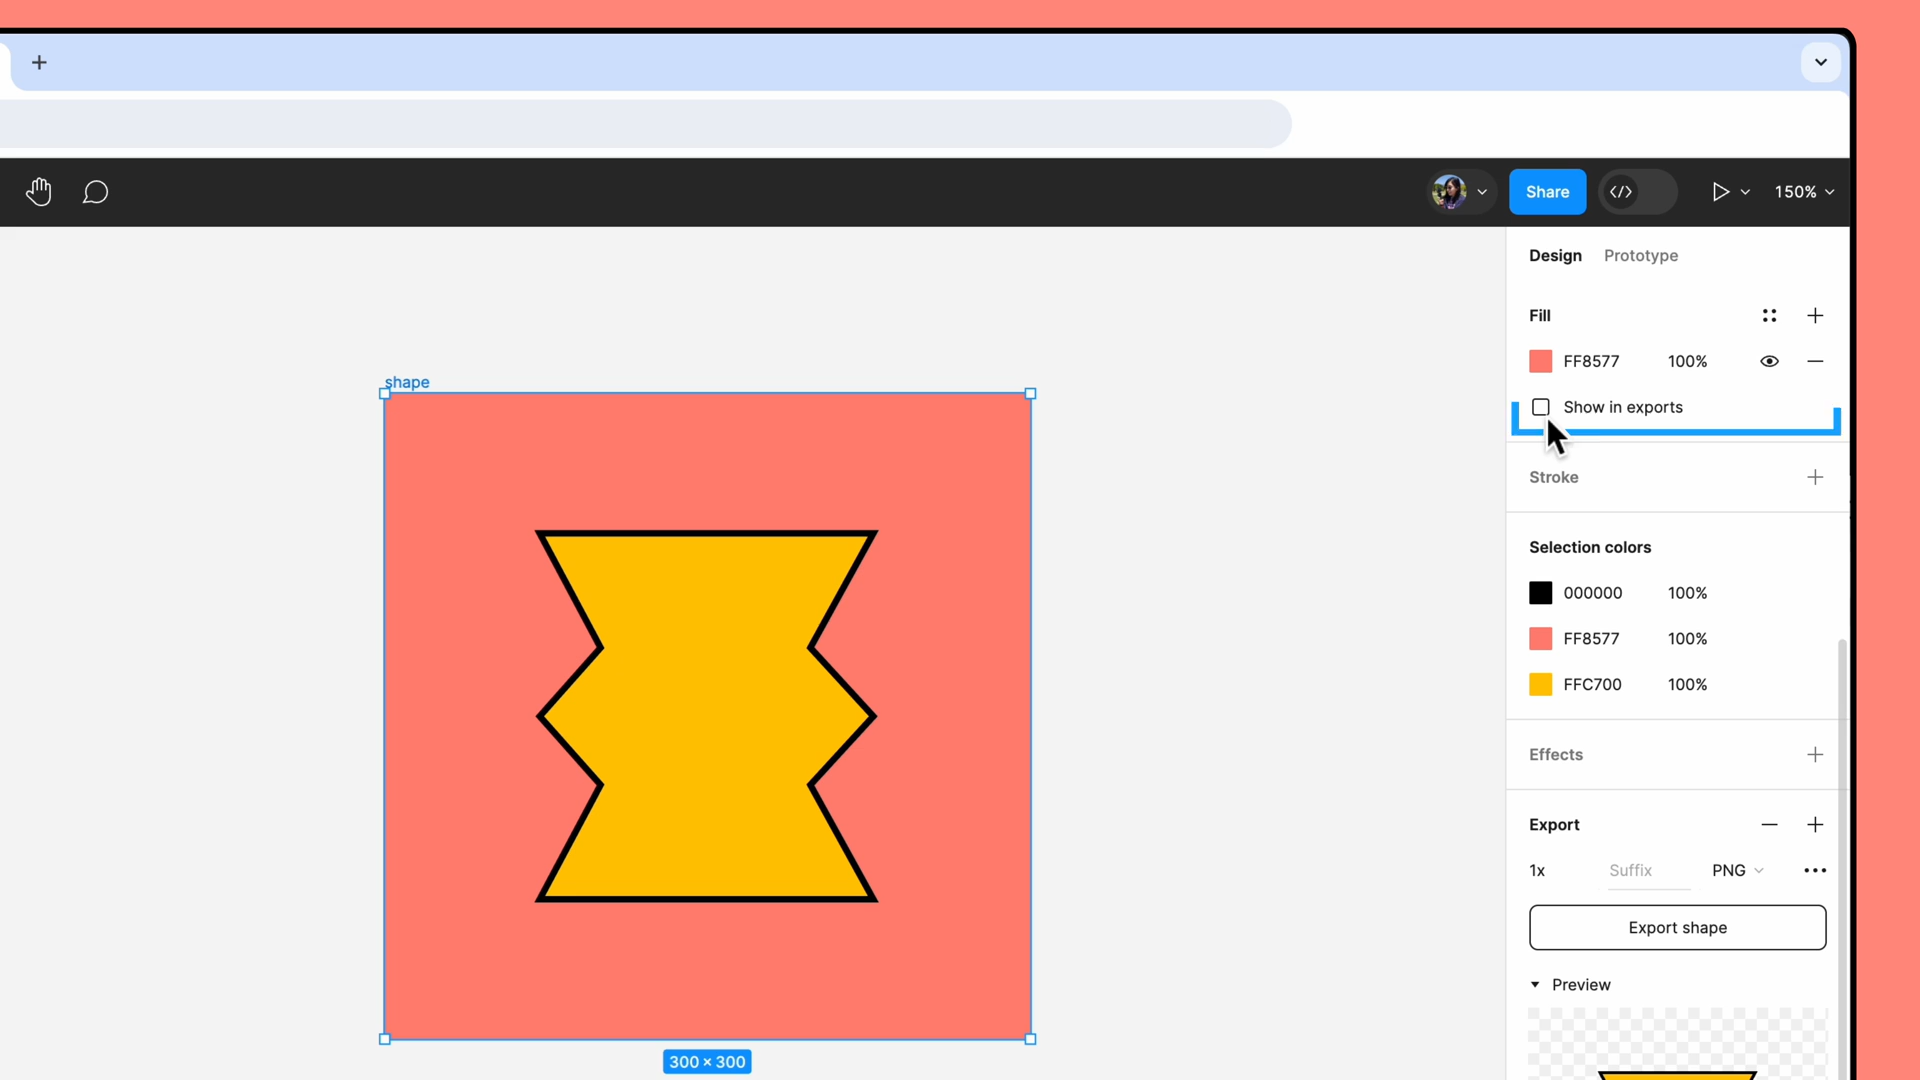 Share
150%
Design Prototype
Fill
FF8577 100%
Show in exports
Stroke
Selection colors
000000 100%
FF8577 100%
FFC700 100%
Effects
Export
1x Suffix PNG
Export shape
Preview
shape
300 × 300